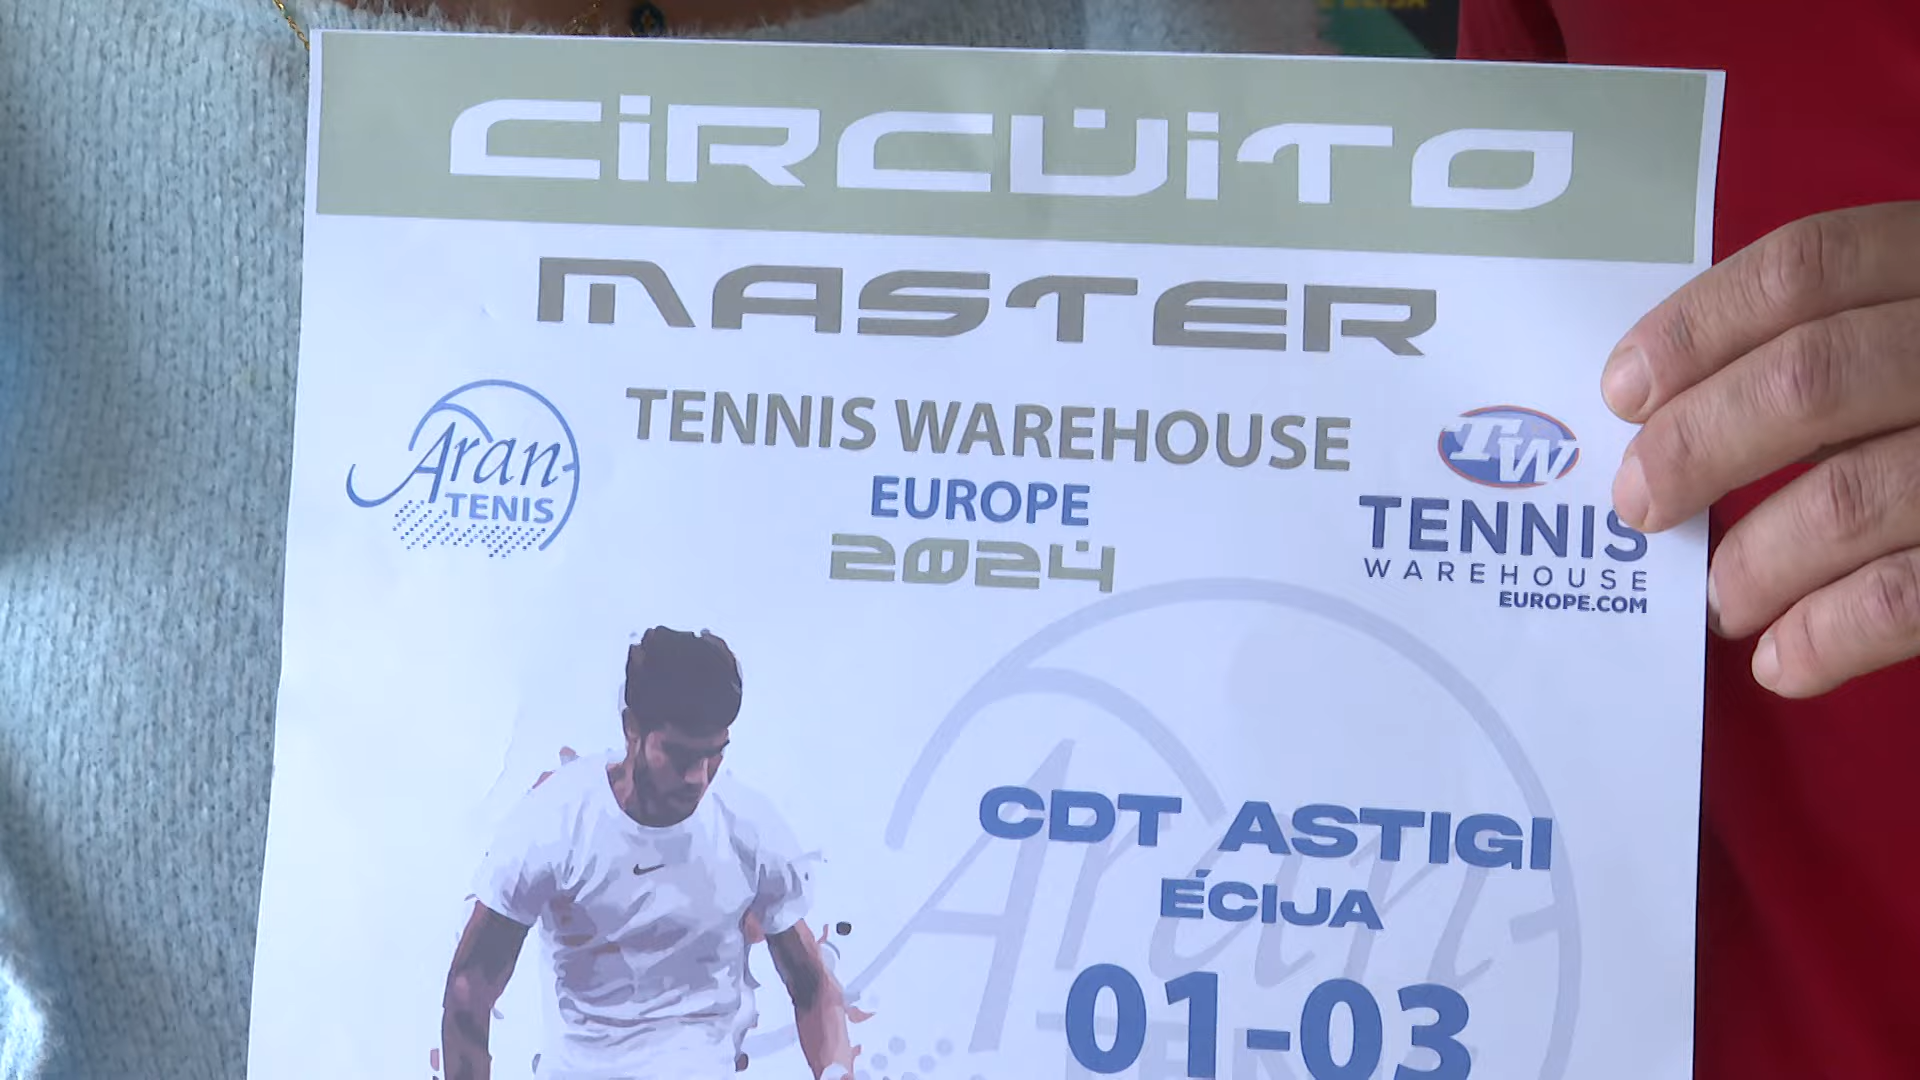 CIRCUITO
MASTER
TENNIS WAREHOUSE
EUROPE
2024
Aran
TENIS
TW
TENNIS
WAREHOUSE
EUROPE.COM
CDT ASTIGI
ÉCIJA
01-03